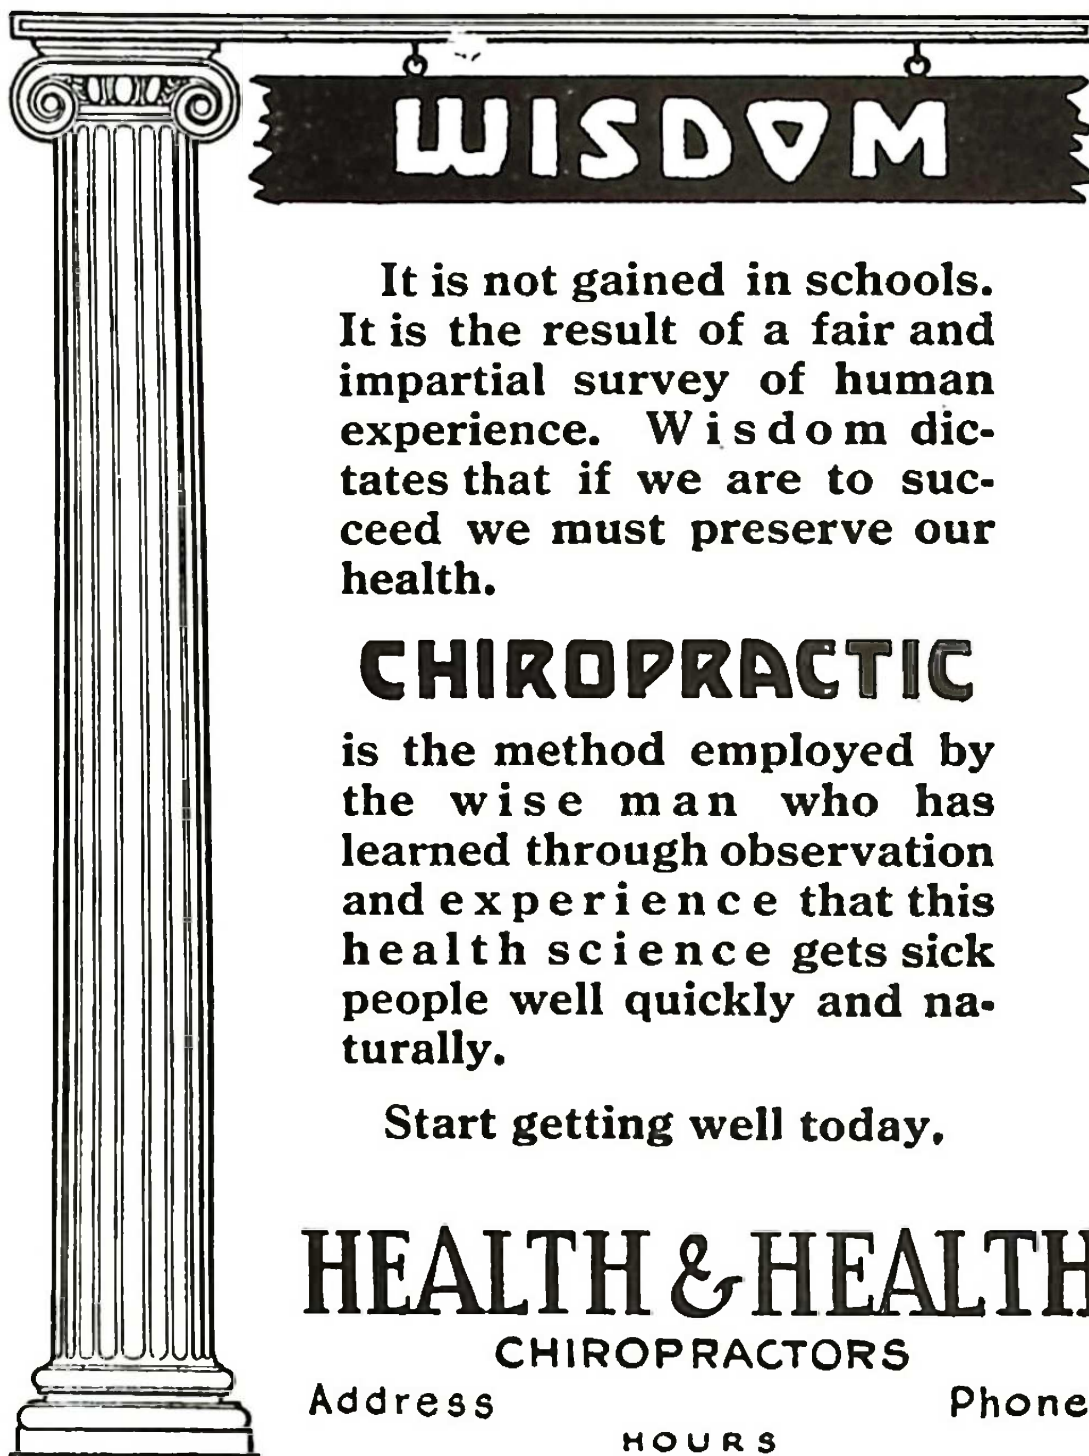 WISDOM
It is not gained in schools.
It is the result of a fair and
impartial survey of human
experience. Wisdom dic-
tates that if we are to suc-
ceed we must preserve our
health.
CHIROPRACTIC
is the method employed by
the wise man who has
learned through observation
and experience that this
health science gets sick
people well quickly and na-
turally.
Start getting well today.
HEALTH & HEALTH
CHIROPRACTORS
Address Phone
HOURS